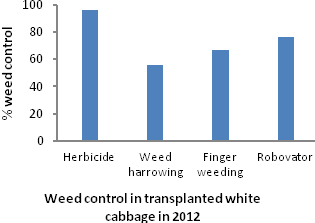 100
80
60
40
20
0
% weed control
Herbicide
Weed
harrowing
Finger
weeding
Robovator
Weed control in transplanted white
cabbage in 2012